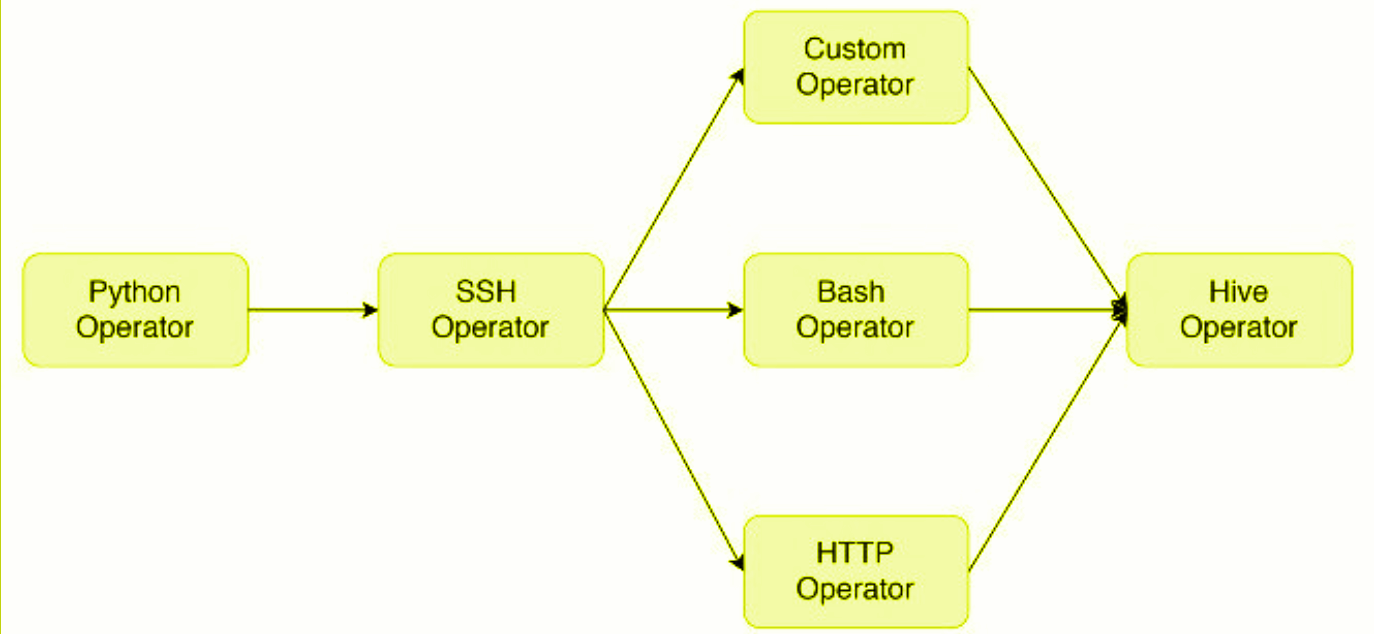 Python
Operator
SSH
Operator
Custom
Operator
Bash
Operator
HTTP
Operator
Hive
Operator